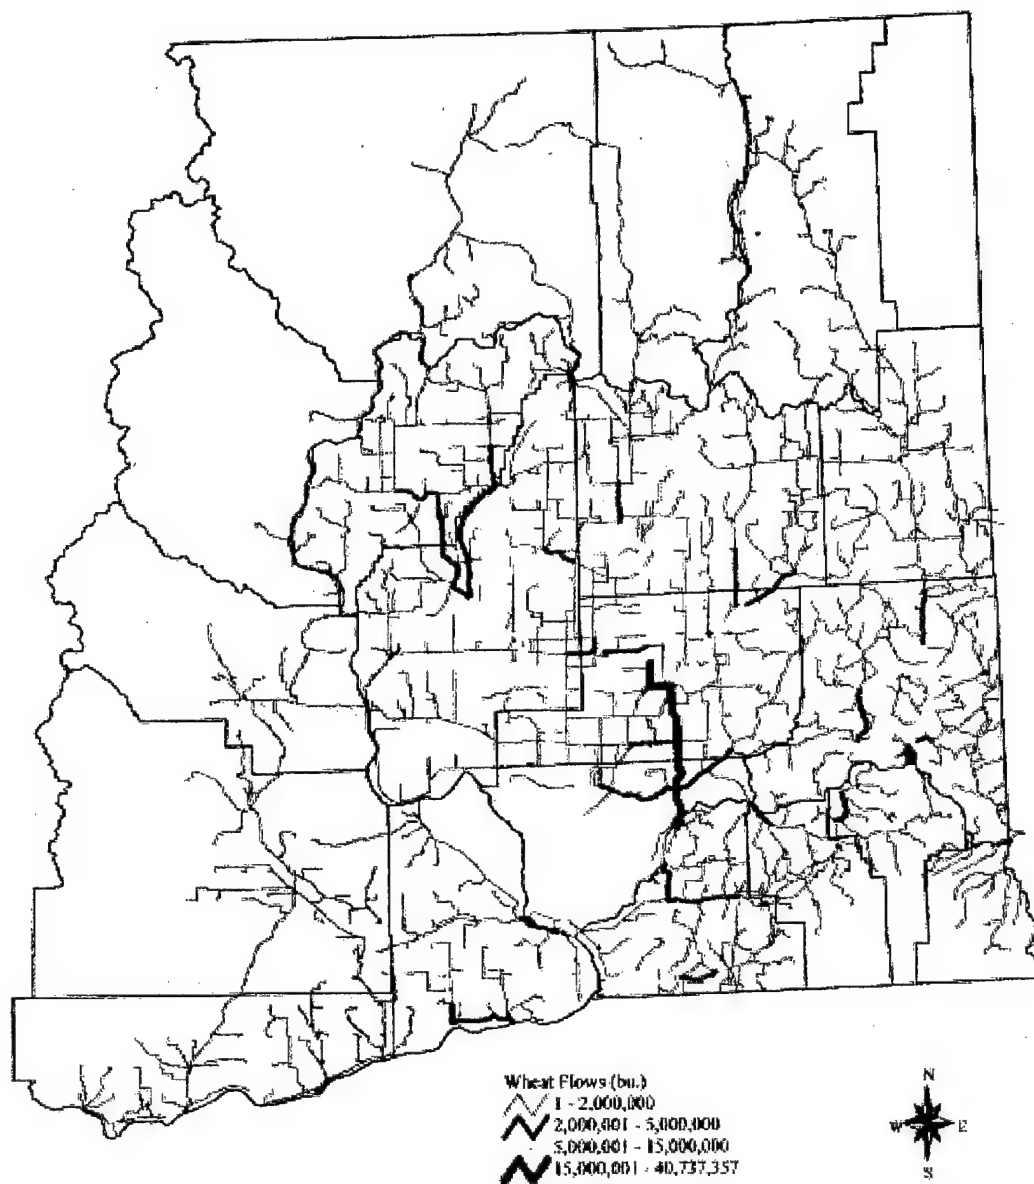 Wheat Flows (bu.)
1 - 2,000,000
2,000,001 - 5,000,000
5,000,001 - 15,000,000
15,000,001 - 40,737,357
N
W E
S